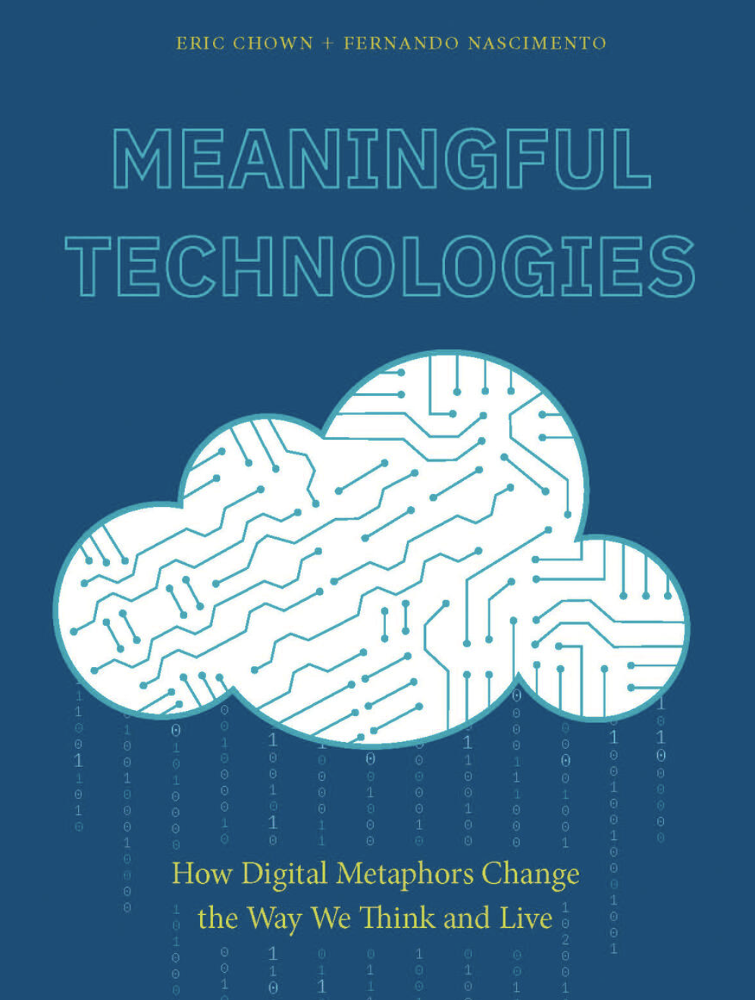 ERIC CHOWN + FERNANDO NASCIMENTO
MEANINGFUL
TECHNOLOGIES
How Digital Metaphors Change
the Way We Think and Live